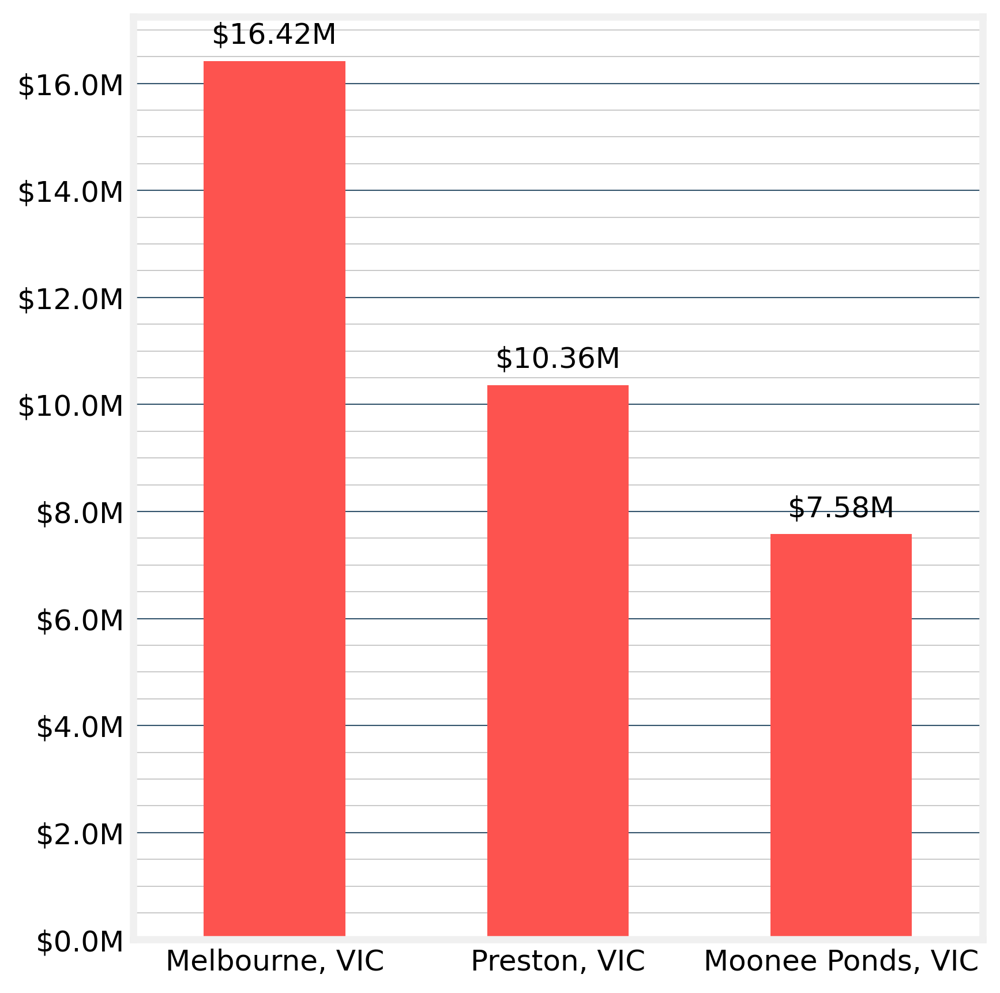 $16.42M
$16.0M
$14.0M
$12.0M
$10.36M
$10.0M
$7.58M
$8.0M
$6.0M
$4.0M
$2.0M
$0.0M
Melbourne, VIC
Preston, VIC
Moonee Ponds, VIC